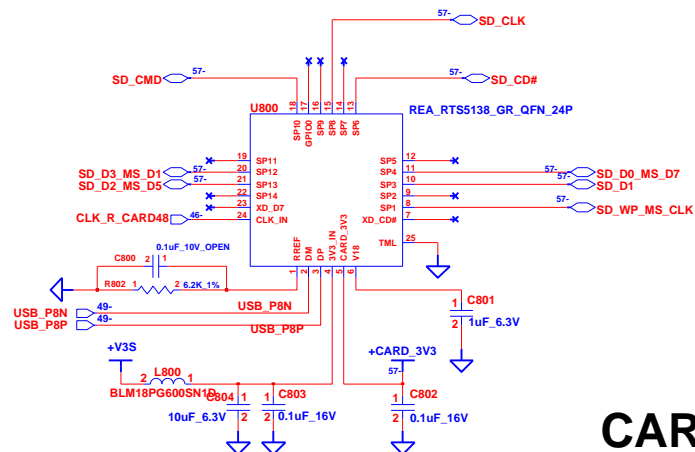 57-
SD_CLK
SD_CMD
57-
57-
SD_CD#
U800
REA_RTS5138_GR_QFN_24P
18
17
16
15
14
13
SP10
GPIO0
SP9
SP8
SP7
SP6
19
SP11
SP5
12
SD_D3_MS_D1
57-
20
SP12
SP4
11
57-
SD_D0_MS_D7
SD_D2_MS_D5
57-
21
SP13
SP3
10
57-
SD_D1
22
SP14
SP2
9
23
XD_D7
SP1
8
57-
SD_WP_MS_CLK
CLK_R_CARD48
46-
24
CLK_IN
XD_CD#
7
TML
25
RREF
DM
DP
3V3_IN
CARD_3V3
V18
1
2
3
4
5
6
0.1uF_10V_OPEN
C800
2
1
R802
1
2
6.2K_1%
USB_P8N
49-
USB_P8N
USB_P8P
49-
USB_P8P
1
C801
2
1uF_6.3V
+V3S
L800
2
1
BLM18PG600SN1D
C804
1
2
10uF_6.3V
1
C803
2
0.1uF_16V
+CARD_3V3
57-
1
C802
2
0.1uF_16V
CAR